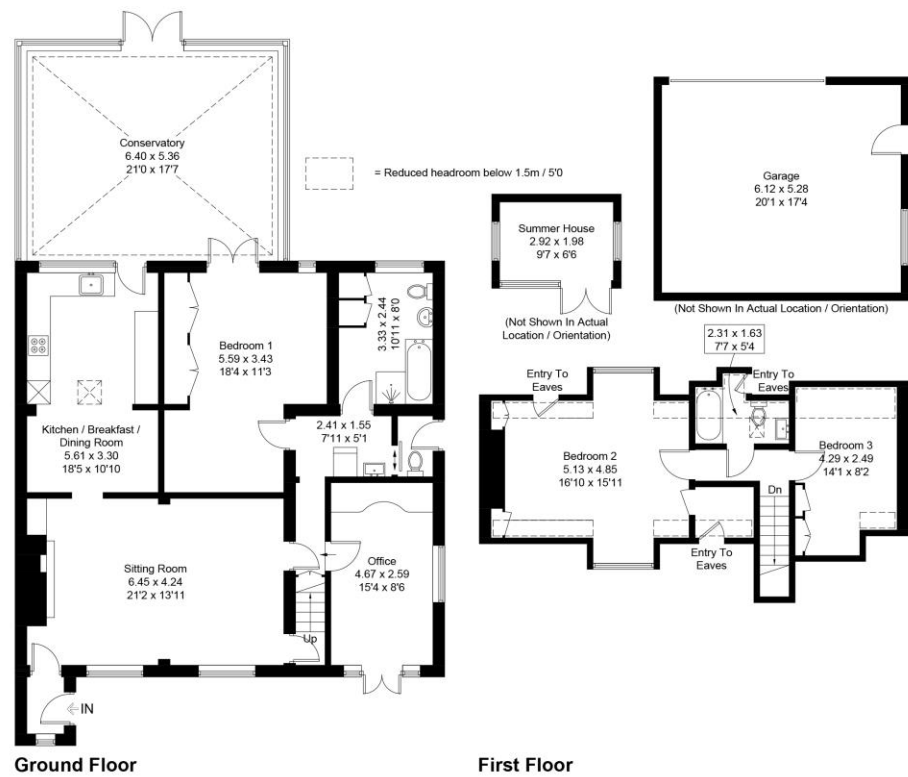 Conservatory
6.40 x 5.36
21'0 x 17'7
= Reduced headroom below 1.5m / 5'0
Summer House
2.92 x 1.98
9'7 x 6'6
(Not Shown In Actual
Location / Orientation)
Garage
6.12 x 5.28
20'1 x 17'4
(Not Shown In Actual Location / Orientation)
Kitchen / Breakfast /
Dining Room
5.61 x 3.30
18'5 x 10'10
Bedroom 1
5.59 x 3.43
18'4 x 11'3
3.33 x 2.44
10'11 x 8'0
2.41 x 1.55
7'11 x 5'1
Sitting Room
6.45 x 4.24
21'2 x 13'11
Office
4.67 x 2.59
15'4 x 8'6
Up
IN
Ground Floor
2.31 x 1.63
7'7 x 5'4
Entry To
Eaves
Entry To
Eaves
Bedroom 2
5.13 x 4.85
16'10 x 15'11
Bedroom 3
4.29 x 2.49
14'1 x 8'2
Dn
Entry To
Eaves
First Floor